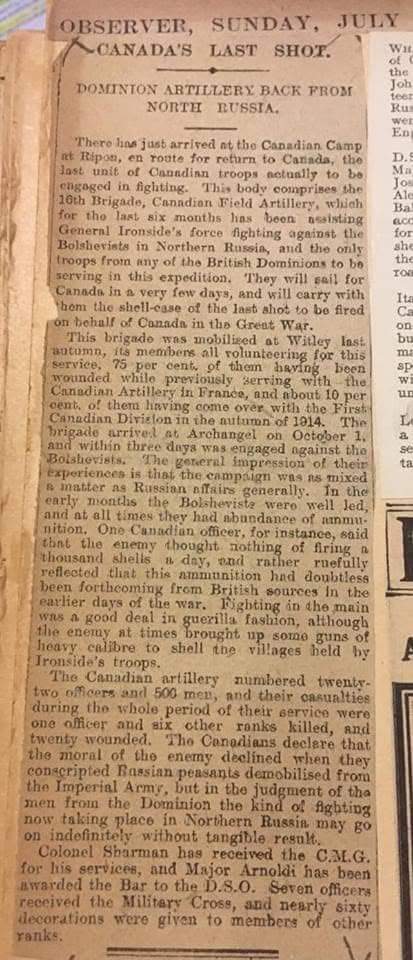 OBSERVER, SUNDAY, JULY
CANADA'S LAST SHOT.
DOMINION ARTILLERY BACK FROM
NORTH RUSSIA.
There has just arrived at the Canadian Camp
at Ripon, en route for return to Canada, the
last unit of Canadian troops actually to be
engaged in fighting. This body comprises the
16th Brigade, Canadian Field Artillery, which
for the last six months has been assisting
General Ironside's force fighting against the
Bolshevists in Northern Russia, and the only
troops from any of the British Dominions to be
serving in this expedition. They will sail for
Canada in a very few days, and will carry with
them the shell-case of the last shot to be fired
on behalf of Canada in the Great War.
This brigade was mobilised at Witley last
autumn, its members all volunteering for this
service, 75 per cent. of them having been
wounded while previously serving with the
Canadian Artillery in France, and about 10 per
cent. of them having come over with the First
Canadian Division in the autumn of 1914. The
brigade arrived at Archangel on October 1,
and within three days was engaged against the
Bolshevists. The general impression of their
experiences is that the campaign was as mixed
a matter as Russian affairs generally. In the
early months the Bolshevists were well led,
and at all times they had abundance of ammu-
nition. One Canadian officer, for instance, said
that the enemy thought nothing of firing a
thousand shells a day, and rather ruefully
reflected that this ammunition had doubtless
been forthcoming from British sources in the
earlier days of the war. Fighting in the main
was a good deal in guerilla fashion, although
the enemy at times brought up some guns of
heavy calibre to shell the villages held by
Ironside's troops.
The Canadian artillery numbered twenty-
two officers and 500 men, and their casualties
during the whole period of their service were
one officer and six other ranks killed, and
twenty wounded. The Canadians declare that
the moral of the enemy declined when they
conscripted Russian peasants demobilised from
the Imperial Army, but in the judgment of the
men from the Dominion the kind of fighting
now taking place in Northern Russia may go
on indefinitely without tangible result.
Colonel Sharman has received the C.M.G.
for his services, and Major Arnoldi has been
awarded the Bar to the D.S.O. Seven officers
received the Military Cross, and nearly sixty
decorations were given to members of other
ranks.